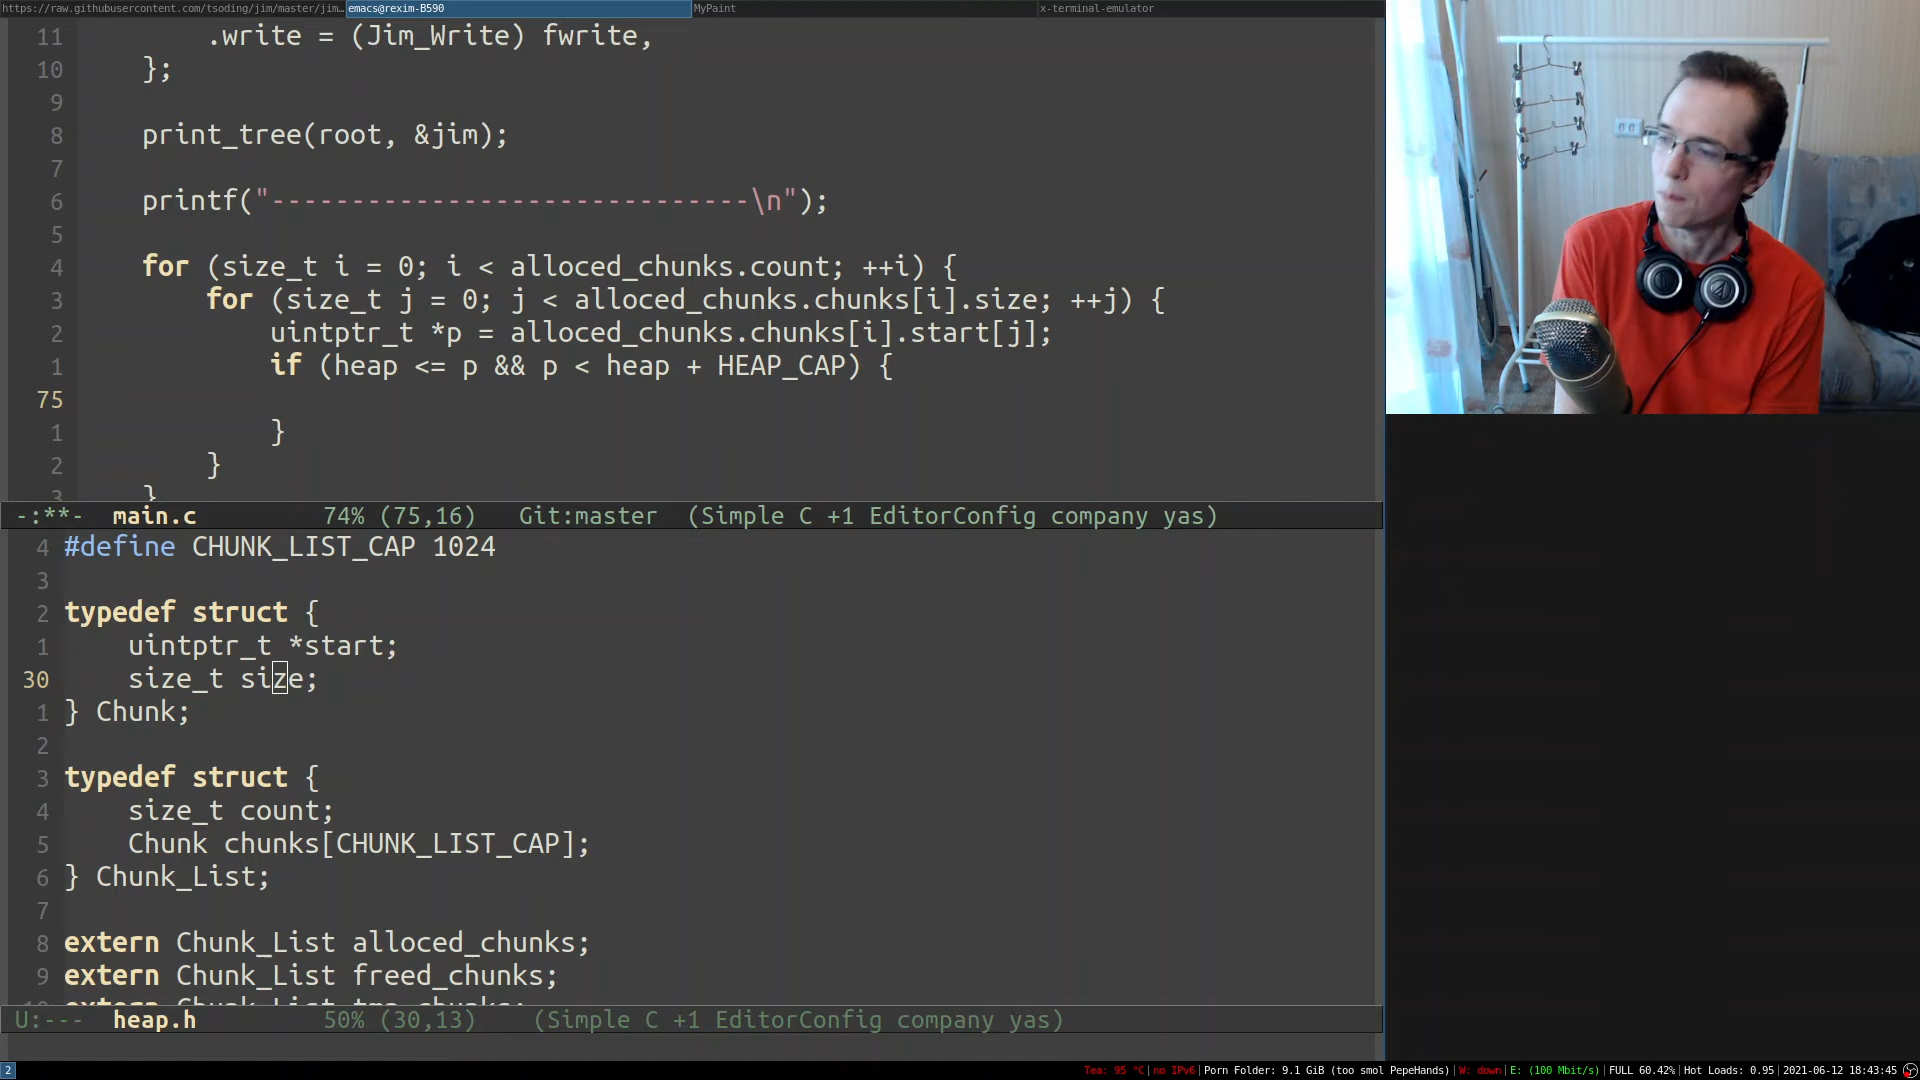 https://raw.githubusercontent.com/tsoding/jim/master/jim… emacs@rexim-B590 MyPaint x-terminal-emulator
11 .write = (Jim_Write) fwrite,
10 };
9
8 print_tree(root, &jim);
7
6 printf("------------------------------\n");
5
4 for (size_t i = 0; i < alloced_chunks.count; ++i) {
3 for (size_t j = 0; j < alloced_chunks.chunks[i].size; ++j) {
2 uintptr_t *p = alloced_chunks.chunks[i].start[j];
1 if (heap <= p && p < heap + HEAP_CAP) {
75
1 }
2 }
3 }
-:**- main.c 74% (75,16) Git:master (Simple C +1 EditorConfig company yas)
4 #define CHUNK_LIST_CAP 1024
3
2 typedef struct {
1 uintptr_t *start;
30 size_t size;
1 } Chunk;
2
3 typedef struct {
4 size_t count;
5 Chunk chunks[CHUNK_LIST_CAP];
6 } Chunk_List;
7
8 extern Chunk_List alloced_chunks;
9 extern Chunk_List freed_chunks;
10 extern Chunk_List tmp_chunks;
U:--- heap.h 50% (30,13) (Simple C +1 EditorConfig company yas)
2 Tea: 95 °C|no IPv6|Porn Folder: 9.1 GiB (too smol PepeHands)|W: down|E: (100 Mbit/s)|FULL 60.42%|Hot Loads: 0.95|2021-06-12 18:43:45